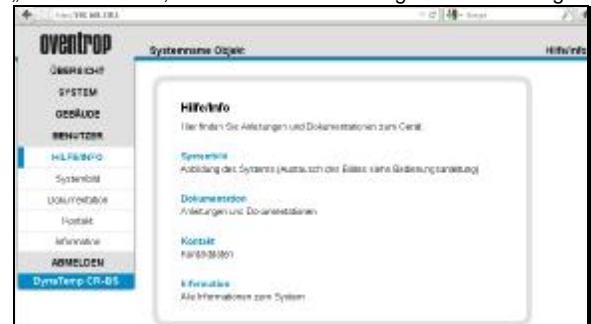 oventrop
Systemname Objekt
Hilfe/Info
ÜBERSICHT
SYSTEM
GEBÄUDE
BENUTZER
HILFE/INFO
Systembild
Dokumentation
Kontakt
Information
ABMELDEN
DynaTemp CR-BS
Hilfe/Info
Hier finden Sie Anleitungen und Dokumentationen zum Gerät.
Systembild
Abbildung des Systems (Austausch des Bildes siehe Bedienungsanleitung)
Dokumentation
Anleitungen und Dokumentationen
Kontakt
Kontaktdaten
Information
Alle Informationen zum System